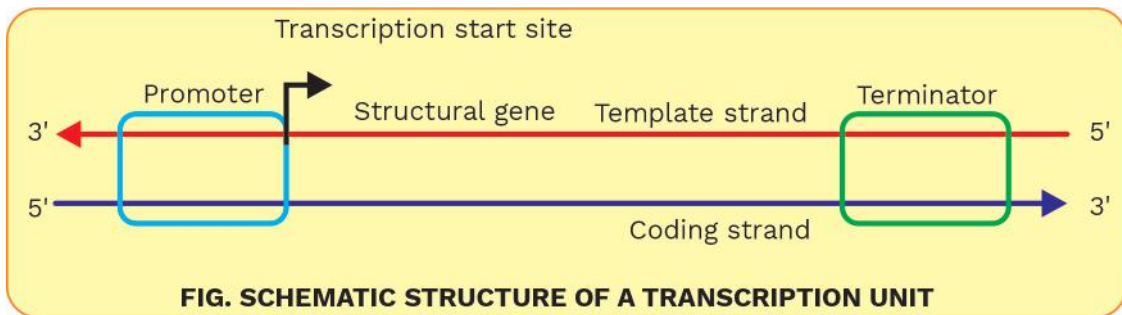 Transcription start site
Promoter
Structural gene
Template strand
Terminator
3'
5'
5'
3'
Coding strand
FIG. SCHEMATIC STRUCTURE OF A TRANSCRIPTION UNIT